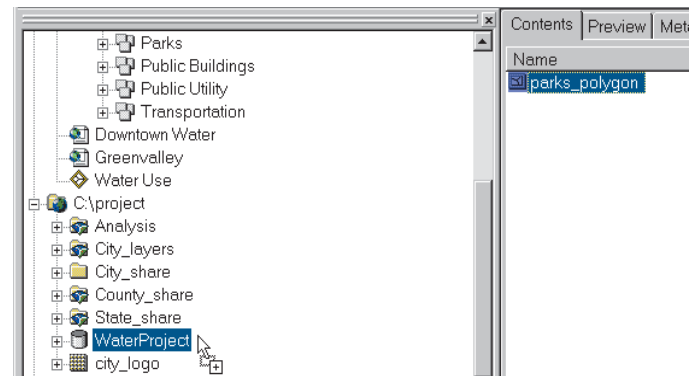 Parks
Public Buildings
Public Utility
Transportation
Downtown Water
Greenvalley
Water Use
C:\project
Analysis
City_layers
City_share
County_share
State_share
WaterProject
city_logo
Contents Preview Meta
Name
parks_polygon